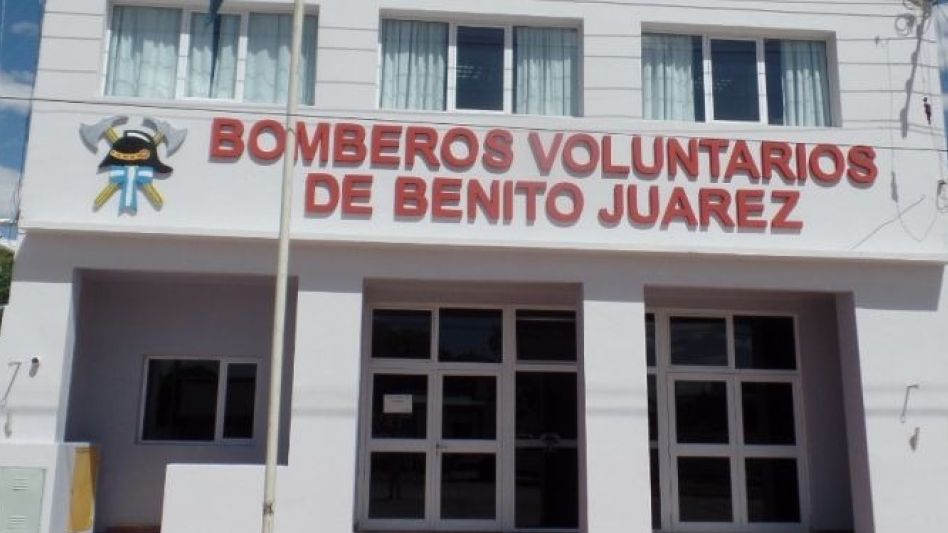 BOMBEROS VOLUNTARIOS
DE BENITO JUAREZ